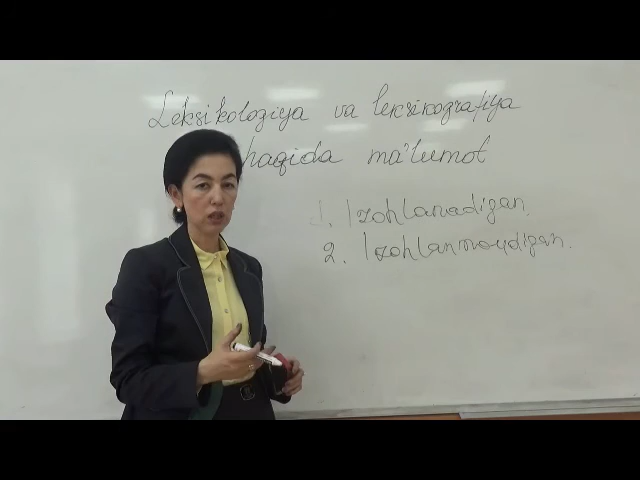 Leksikologiya va leksikografiya
haqida ma'lumot
1. Izohlanadigan.
2. Izohlanmaydigan.